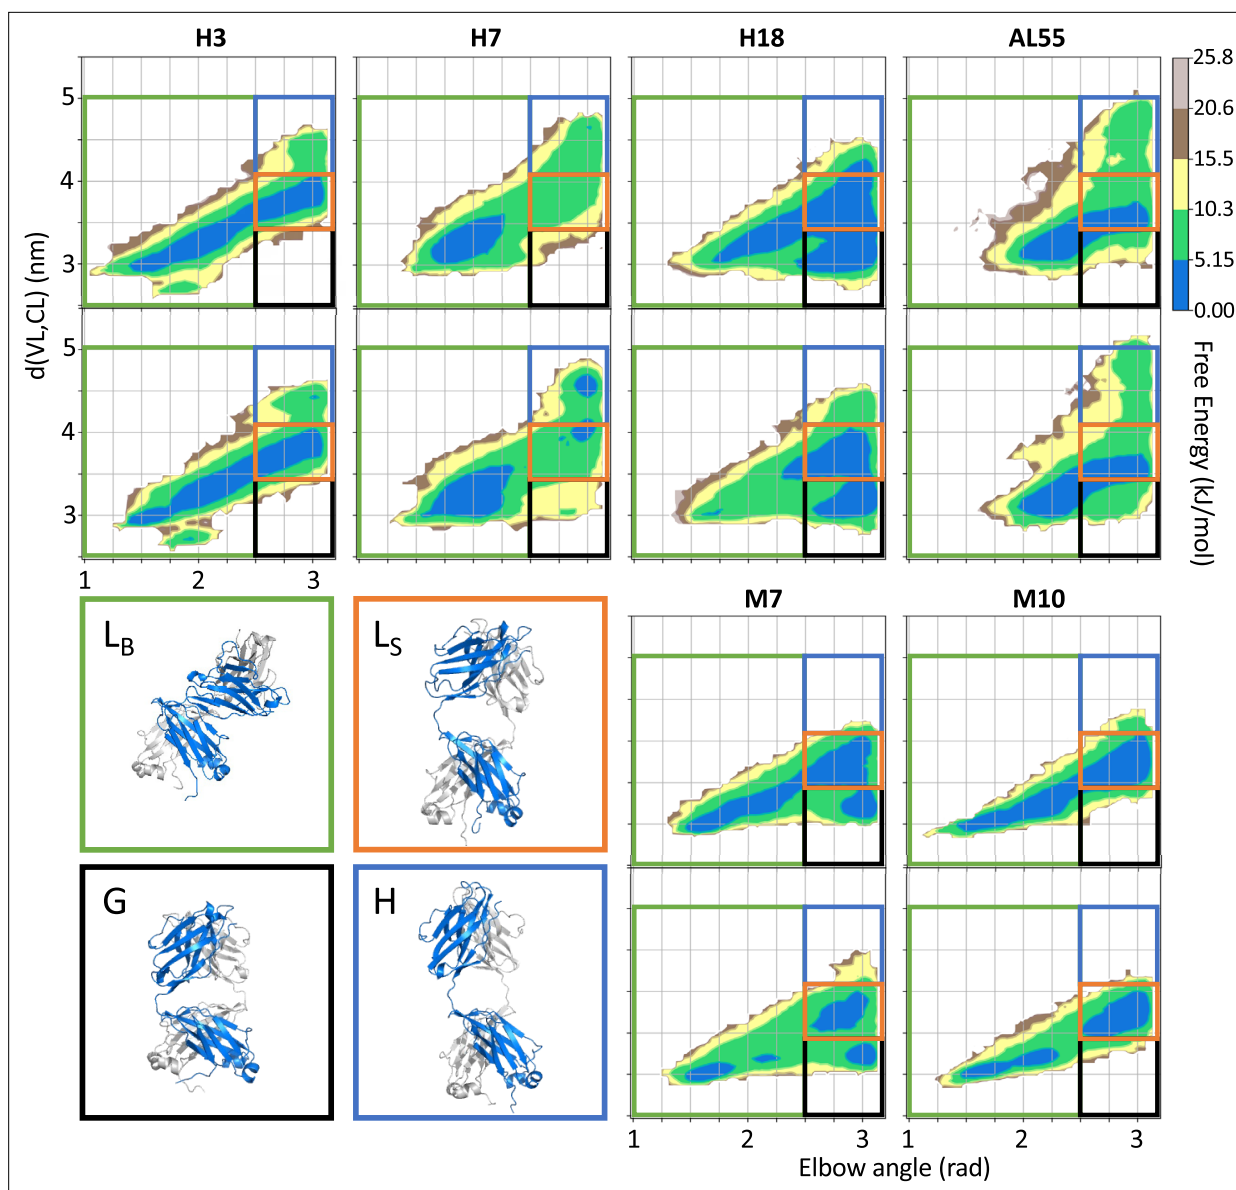 H3 H7 H18 AL55
25.8
20.6
15.5
10.3
5.15
0.00
Free Energy (kJ/mol)
d(VL,CL) (nm)
5
4
3
5
4
3
1 2 3
M7 M10
L_B L_S
G H
1 2 3 1 2 3
Elbow angle (rad)